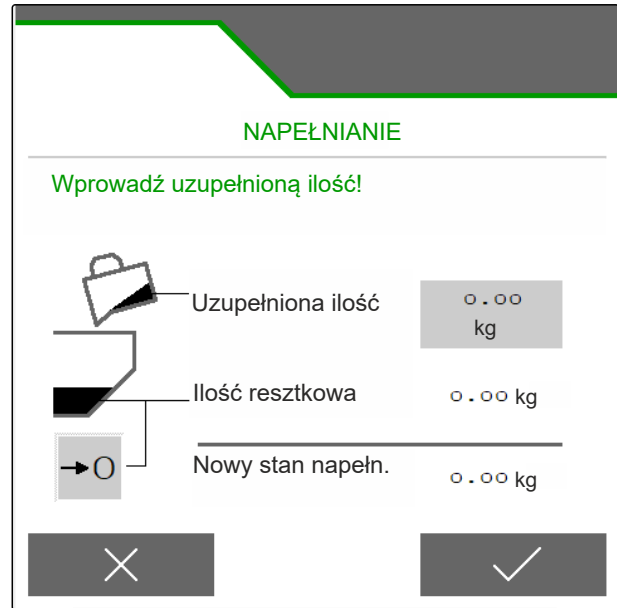 NAPEŁNIANIE
Wprowadź uzupełnioną ilość!
Uzupełniona ilość
0.00
kg
Ilość resztkowa
0.00 kg
→0
Nowy stan napełn.
0.00 kg